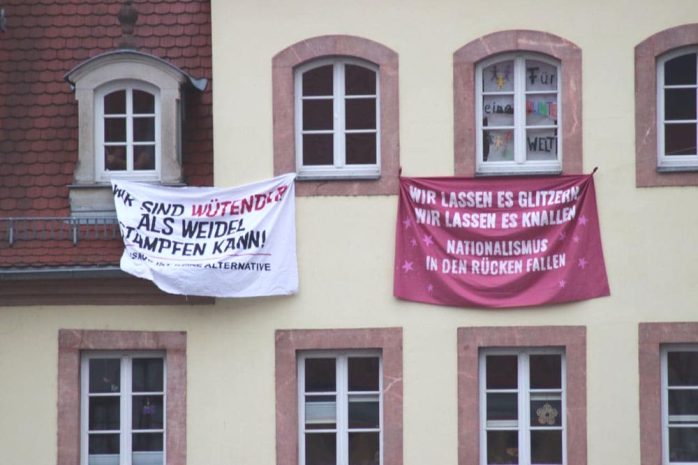 Für
eine
WELT
WIR SIND WÜTENDER
ALS WEIDEL
STAMPFEN KANN!
ALTERNATIVE
WIR LASSEN ES GLITZERN
WIR LASSEN ES KNALLEN
NATIONALISMUS
IN DEN RÜCKEN FALLEN